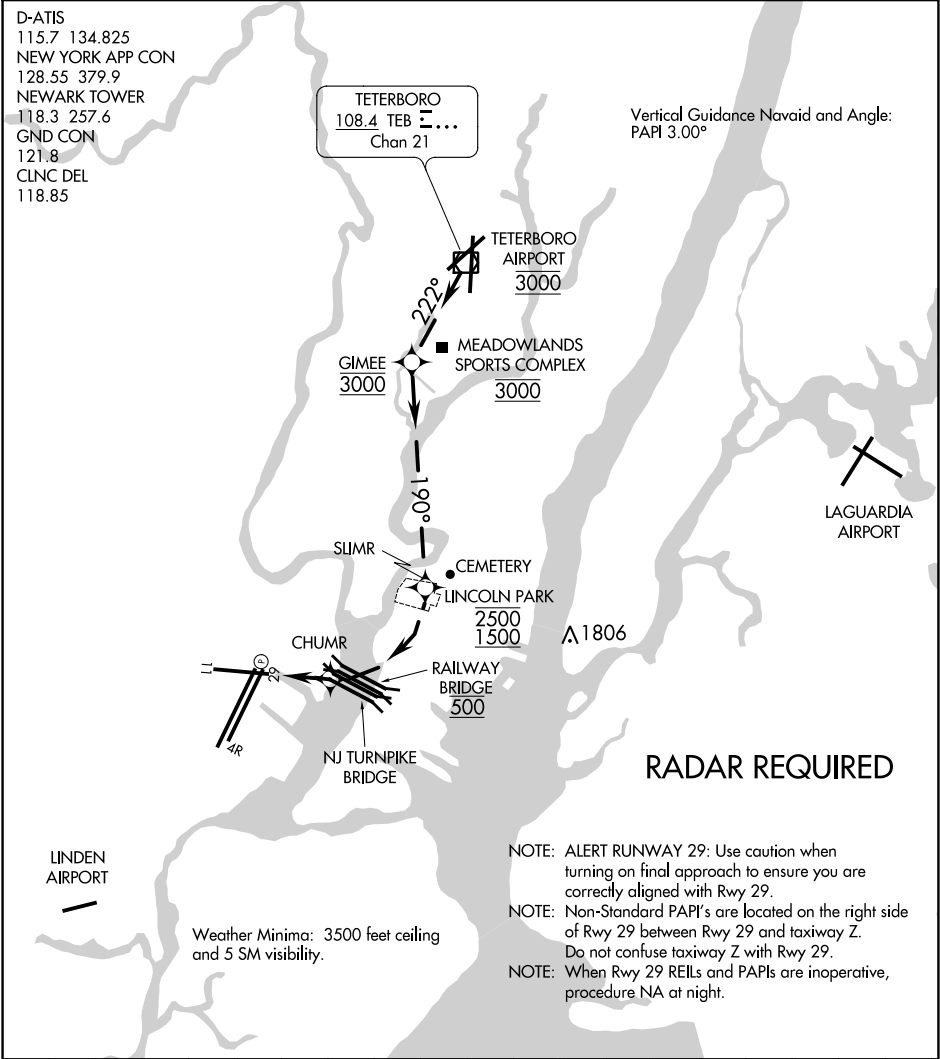 D-ATIS
115.7 134.825
NEW YORK APP CON
128.55 379.9
NEWARK TOWER
118.3 257.6
GND CON
121.8
CLNC DEL
118.85
TETERBORO
108.4 TEB
Chan 21
Vertical Guidance Navaid and Angle:
PAPI 3.00°
TETERBORO
AIRPORT
3000
222°
GIMEE
3000
MEADOWLANDS
SPORTS COMPLEX
3000
190°
LAGUARDIA
AIRPORT
SLIMR
CEMETERY
LINCOLN PARK
2500
1500
1806
CHUMR
RAILWAY
BRIDGE
500
11
P
29
4R
NJ TURNPIKE
BRIDGE
RADAR REQUIRED
LINDEN
AIRPORT
Weather Minima: 3500 feet ceiling
and 5 SM visibility.
NOTE: ALERT RUNWAY 29: Use caution when
turning on final approach to ensure you are
correctly aligned with Rwy 29.
NOTE: Non-Standard PAPI's are located on the right side
of Rwy 29 between Rwy 29 and taxiway Z.
Do not confuse taxiway Z with Rwy 29.
NOTE: When Rwy 29 REILs and PAPIs are inoperative,
procedure NA at night.